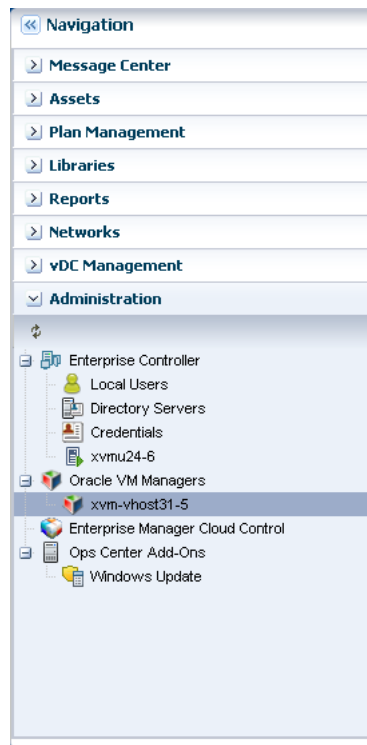 Navigation
Message Center
Assets
Plan Management
Libraries
Reports
Networks
vDC Management
Administration
Enterprise Controller
Local Users
Directory Servers
Credentials
xvmu24-6
Oracle VM Managers
xvm-vhost31-5
Enterprise Manager Cloud Control
Ops Center Add-Ons
Windows Update